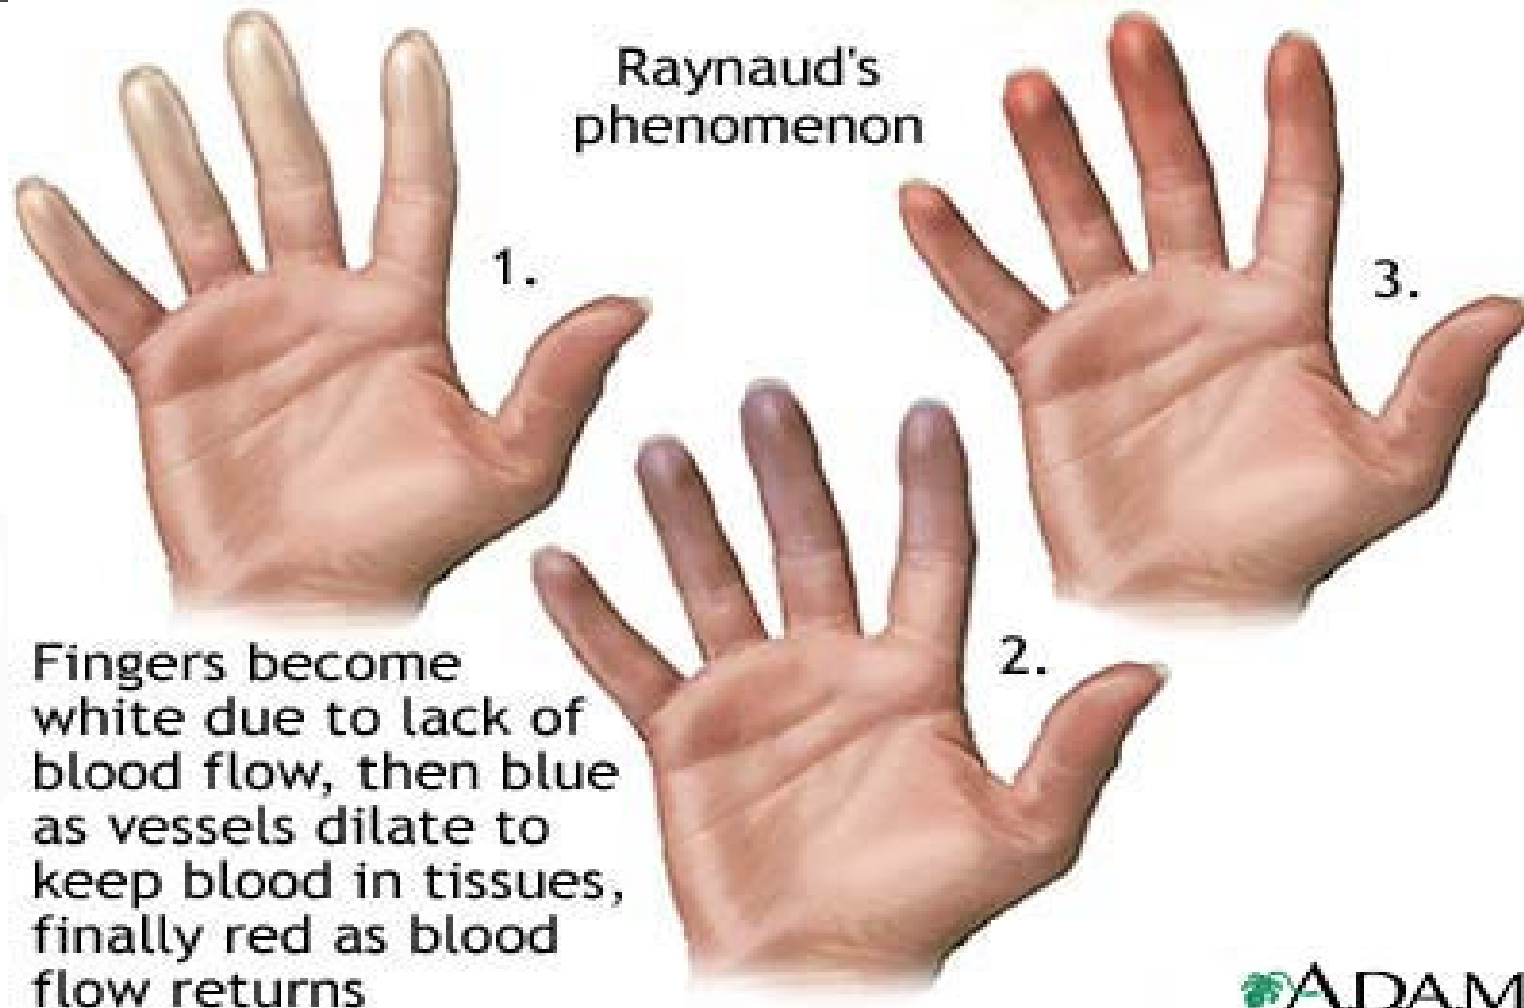 Raynaud's
phenomenon
1.
3.
2.
Fingers become
white due to lack of
blood flow, then blue
as vessels dilate to
keep blood in tissues,
finally red as blood
flow returns
ADAM